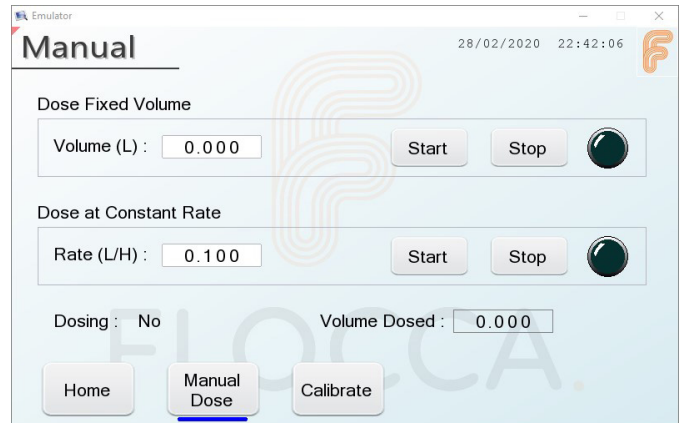 Emulator
Manual
28/02/2020 22:42:06
Dose Fixed Volume
Volume (L) : 0.000 Start Stop
Dose at Constant Rate
Rate (L/H) : 0.100 Start Stop
Dosing : No Volume Dosed : 0.000
FLOCCA.
Home Manual Dose Calibrate